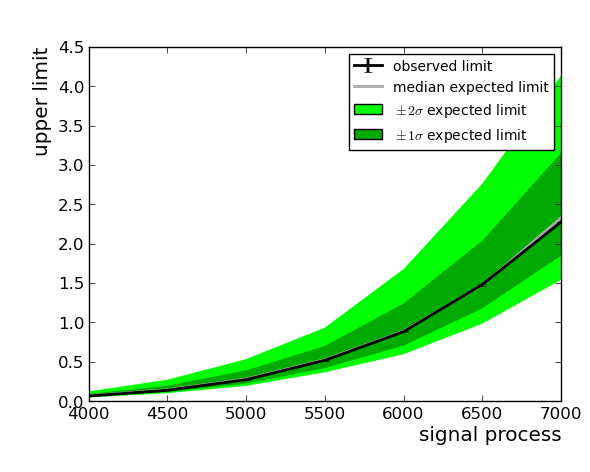 4.5
4.0
3.5
3.0
2.5
2.0
1.5
1.0
0.5
0.0
upper limit
observed limit
median expected limit
±2σ expected limit
±1σ expected limit
4000 4500 5000 5500 6000 6500 7000
signal process